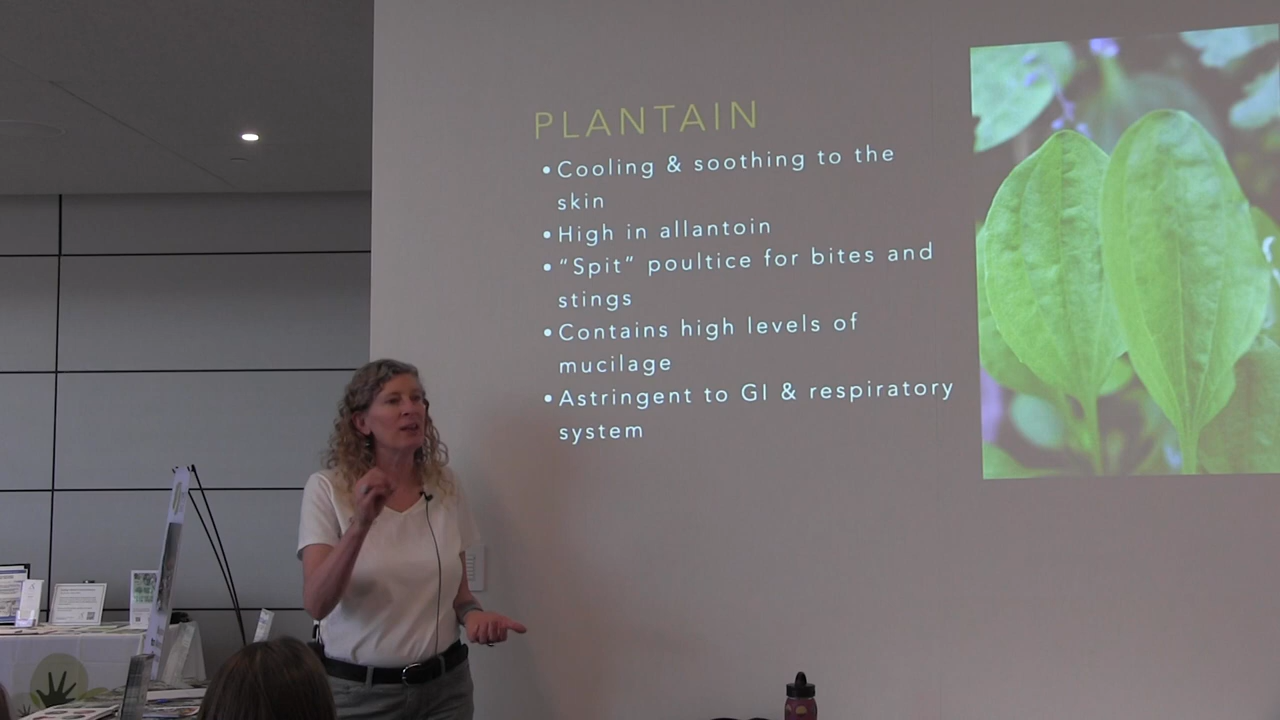 PLANTAIN
•Cooling & soothing to the
skin
•High in allantoin
•“Spit” poultice for bites and
stings
•Contains high levels of
mucilage
•Astringent to GI & respiratory
system